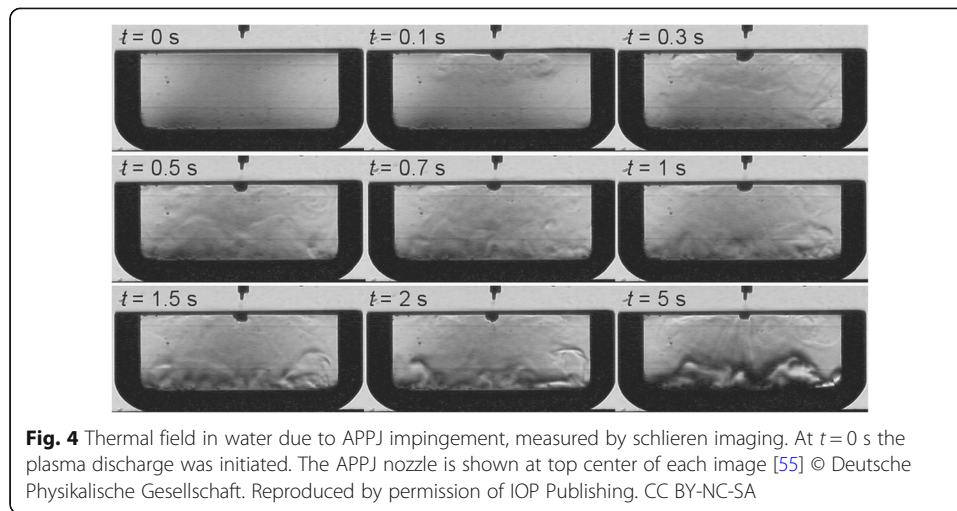 t = 0 s
t = 0.1 s
t = 0.3 s
t = 0.5 s
t = 0.7 s
t = 1 s
t = 1.5 s
t = 2 s
t = 5 s
Fig. 4 Thermal field in water due to APPJ impingement, measured by schlieren imaging. At t = 0 s the
plasma discharge was initiated. The APPJ nozzle is shown at top center of each image [55] © Deutsche
Physikalische Gesellschaft. Reproduced by permission of IOP Publishing. CC BY-NC-SA